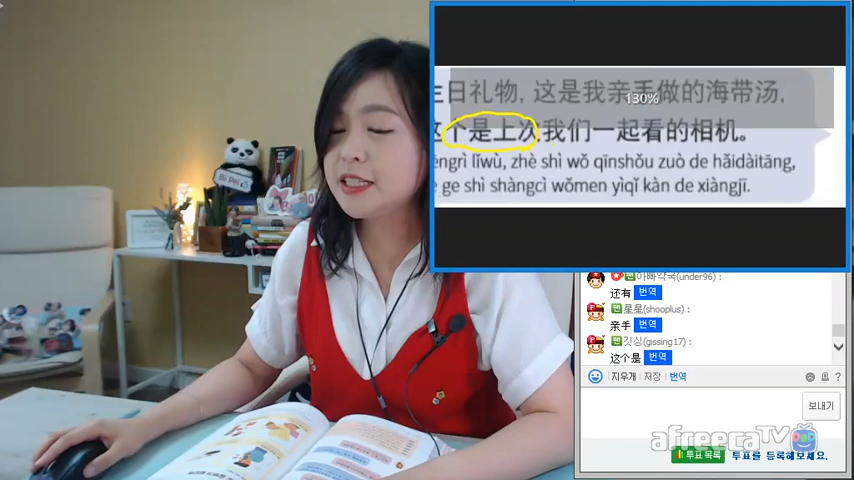 生日礼物，这是我亲手做的海带汤，
130%
这个是上次我们一起看的相机。
engrì lǐwù, zhè shì wǒ qīnshǒu zuò de hǎidàitāng,
ge shì shàngcì wǒmen yìqǐ kàn de xiàngjī.
Bù pèi
아빠약국(under96) :
还有 번역
星星(shooplus) :
亲手 번역
깃싱(gissing17) :
这个是 번역
지우개 저장 번역
보내기
afreecaTV
투표 목록 투표를 등록해보세요.